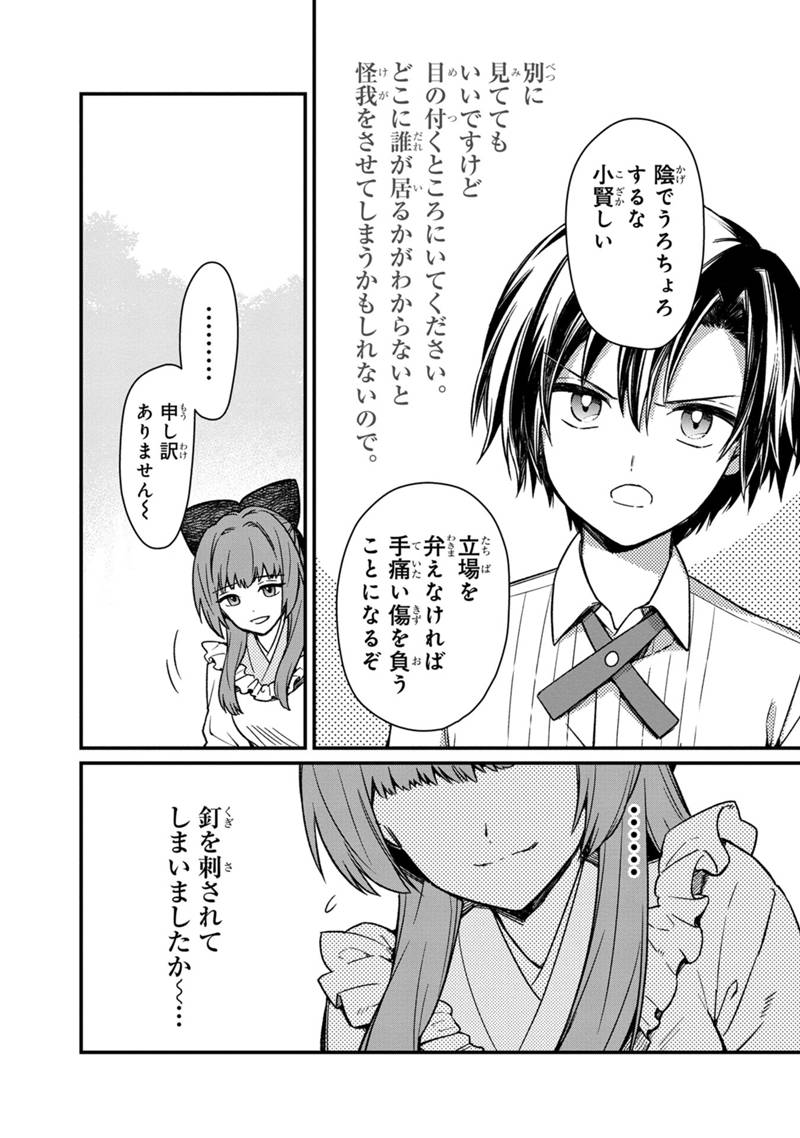 陰でうろちょろ
するな
小賢しい
別に
見てても
いいですけど
目の付くところにいてください。
どこに誰が居るかがわからないと
怪我をさせてしまうかもしれないので。
立場を
弁えなければ
手痛い傷を負う
ことになるぞ
………
申し訳
ありません〜
……
釘を刺されて
しまいましたか〜…